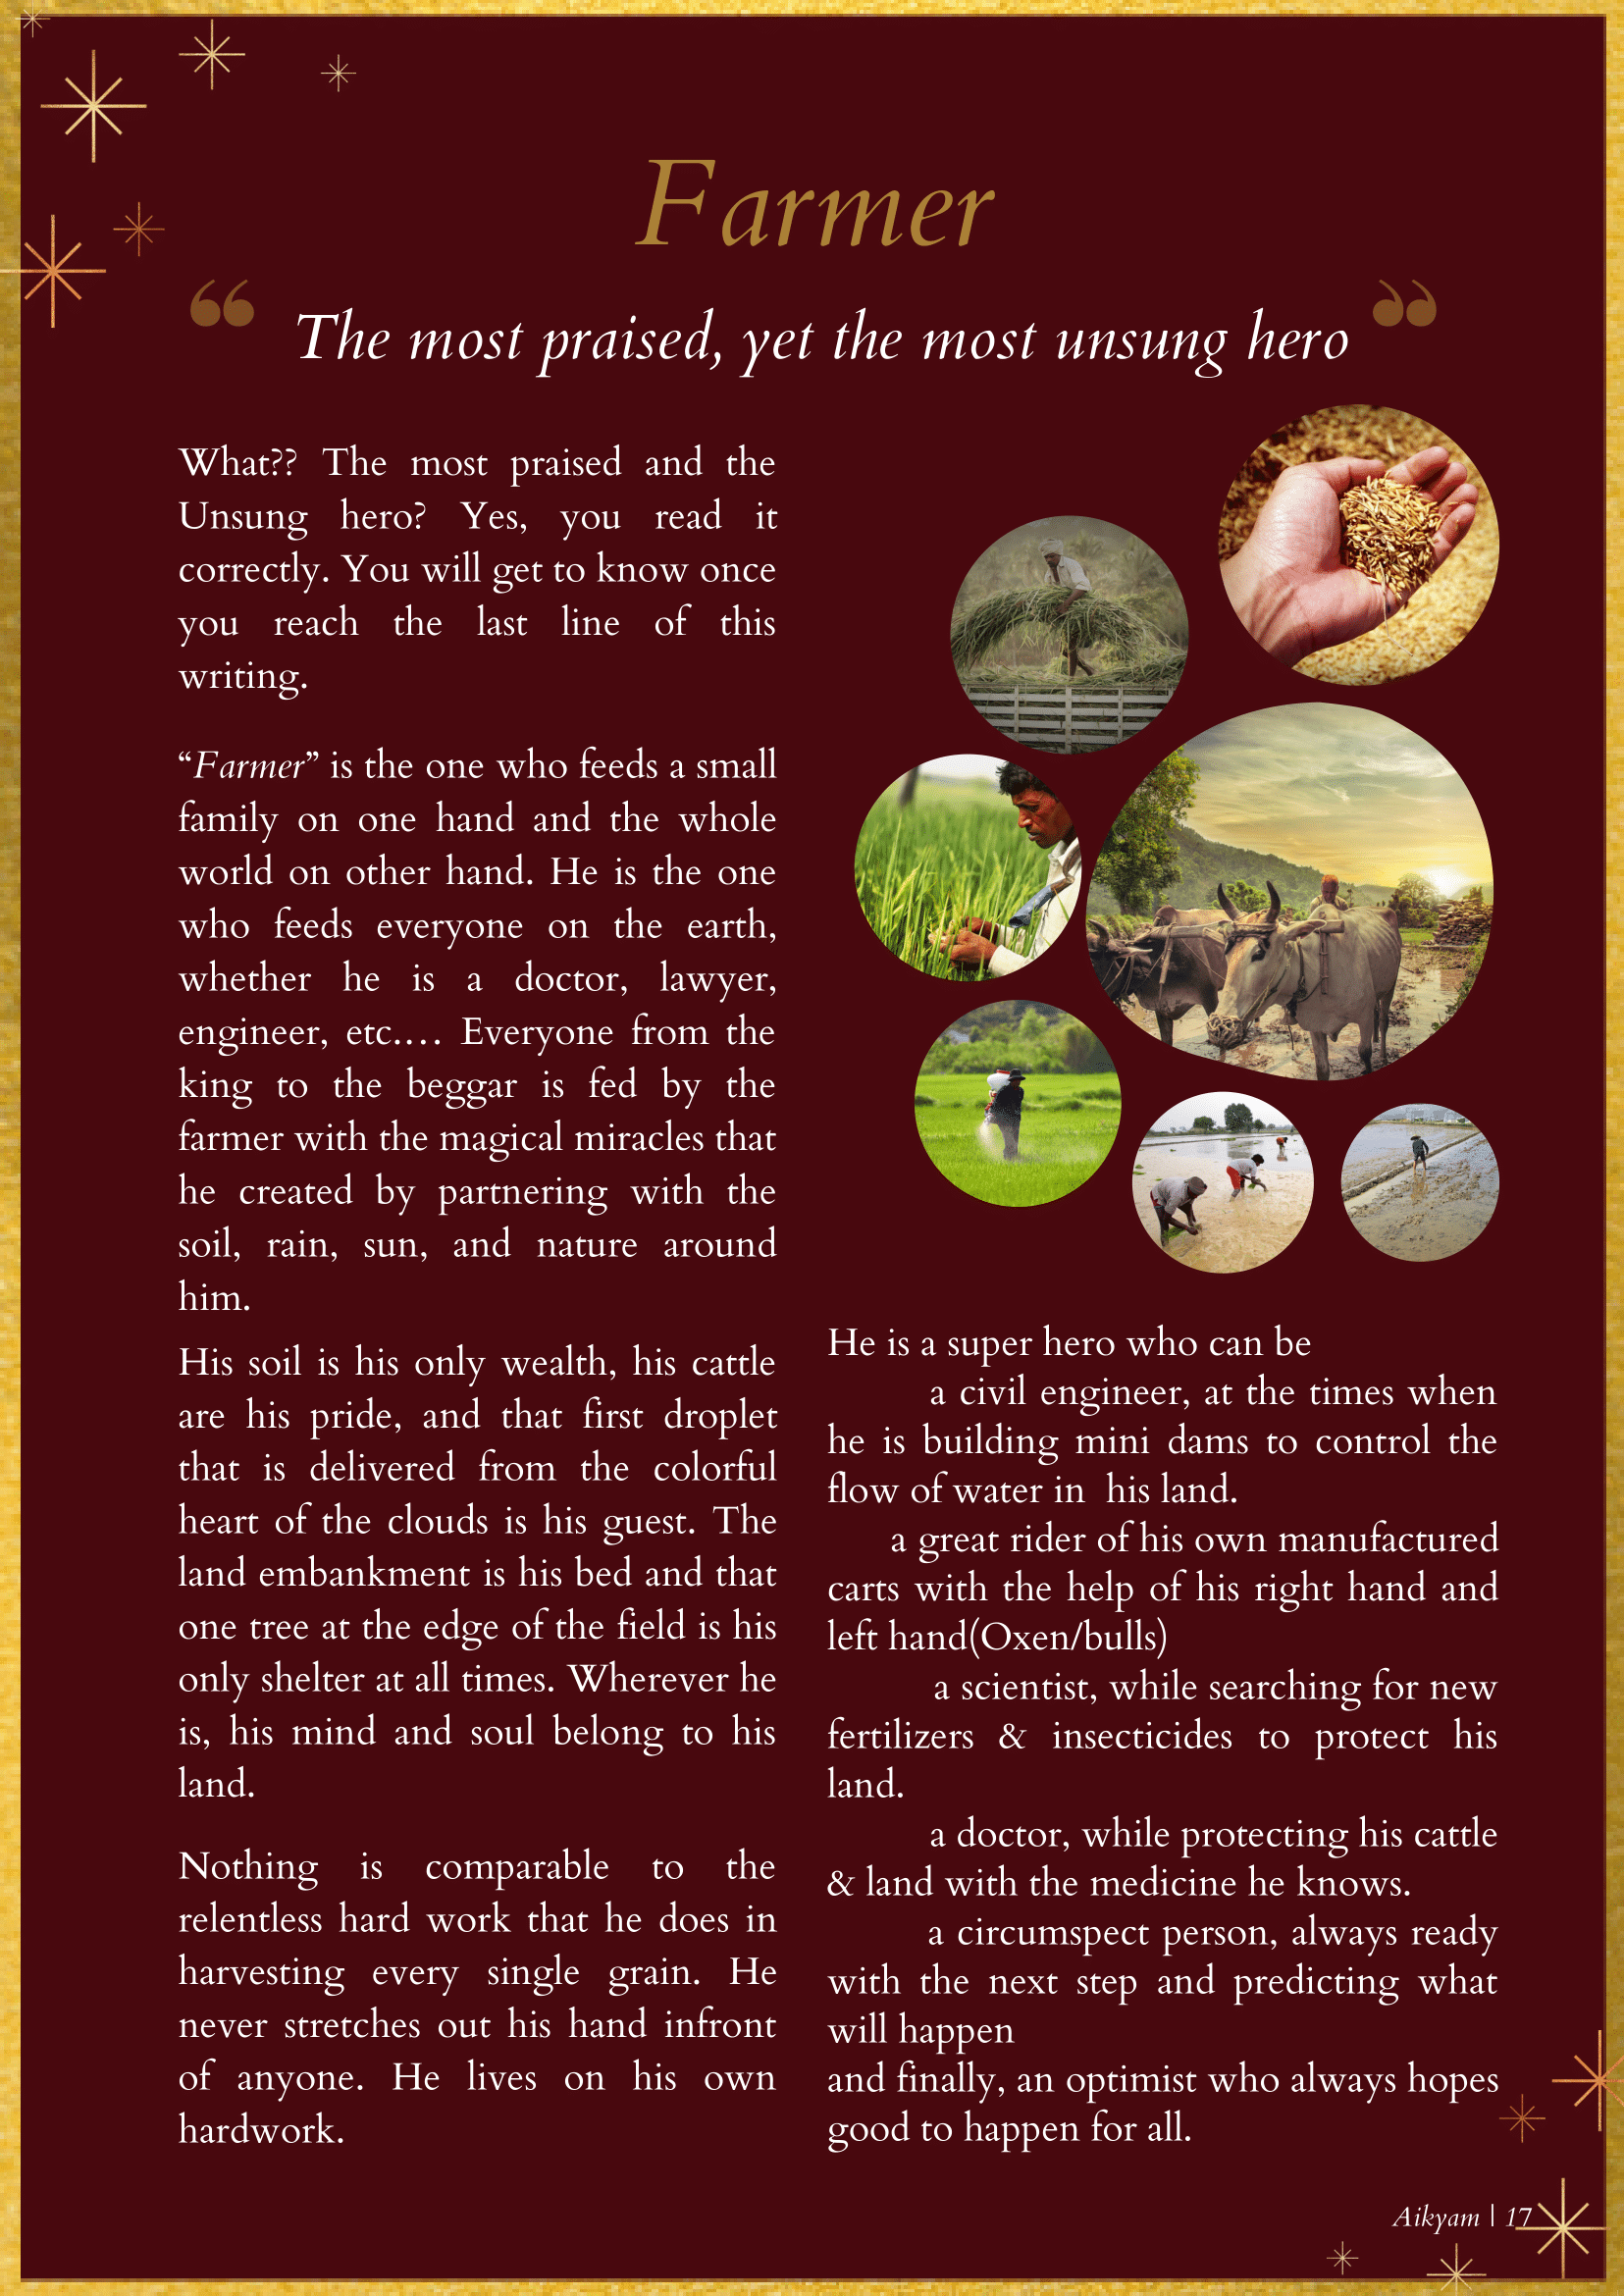 Farmer
“ The most praised, yet the most unsung hero ”
What?? The most praised and the
Unsung hero? Yes, you read it
correctly. You will get to know once
you reach the last line of this
writing.
“Farmer” is the one who feeds a small
family on one hand and the whole
world on other hand. He is the one
who feeds everyone on the earth,
whether he is a doctor, lawyer,
engineer, etc.... Everyone from the
king to the beggar is fed by the
farmer with the magical miracles that
he created by partnering with the
soil, rain, sun, and nature around
him.
His soil is his only wealth, his cattle
are his pride, and that first droplet
that is delivered from the colorful
heart of the clouds is his guest. The
land embankment is his bed and that
one tree at the edge of the field is his
only shelter at all times. Wherever he
is, his mind and soul belong to his
land.
Nothing is comparable to the
relentless hard work that he does in
harvesting every single grain. He
never stretches out his hand infront
of anyone. He lives on his own
hardwork.
He is a super hero who can be
a civil engineer, at the times when
he is building mini dams to control the
flow of water in his land.
a great rider of his own manufactured
carts with the help of his right hand and
left hand(Oxen/bulls)
a scientist, while searching for new
fertilizers & insecticides to protect his
land.
a doctor, while protecting his cattle
& land with the medicine he knows.
a circumspect person, always ready
with the next step and predicting what
will happen
and finally, an optimist who always hopes
good to happen for all.
Aikyam | 17